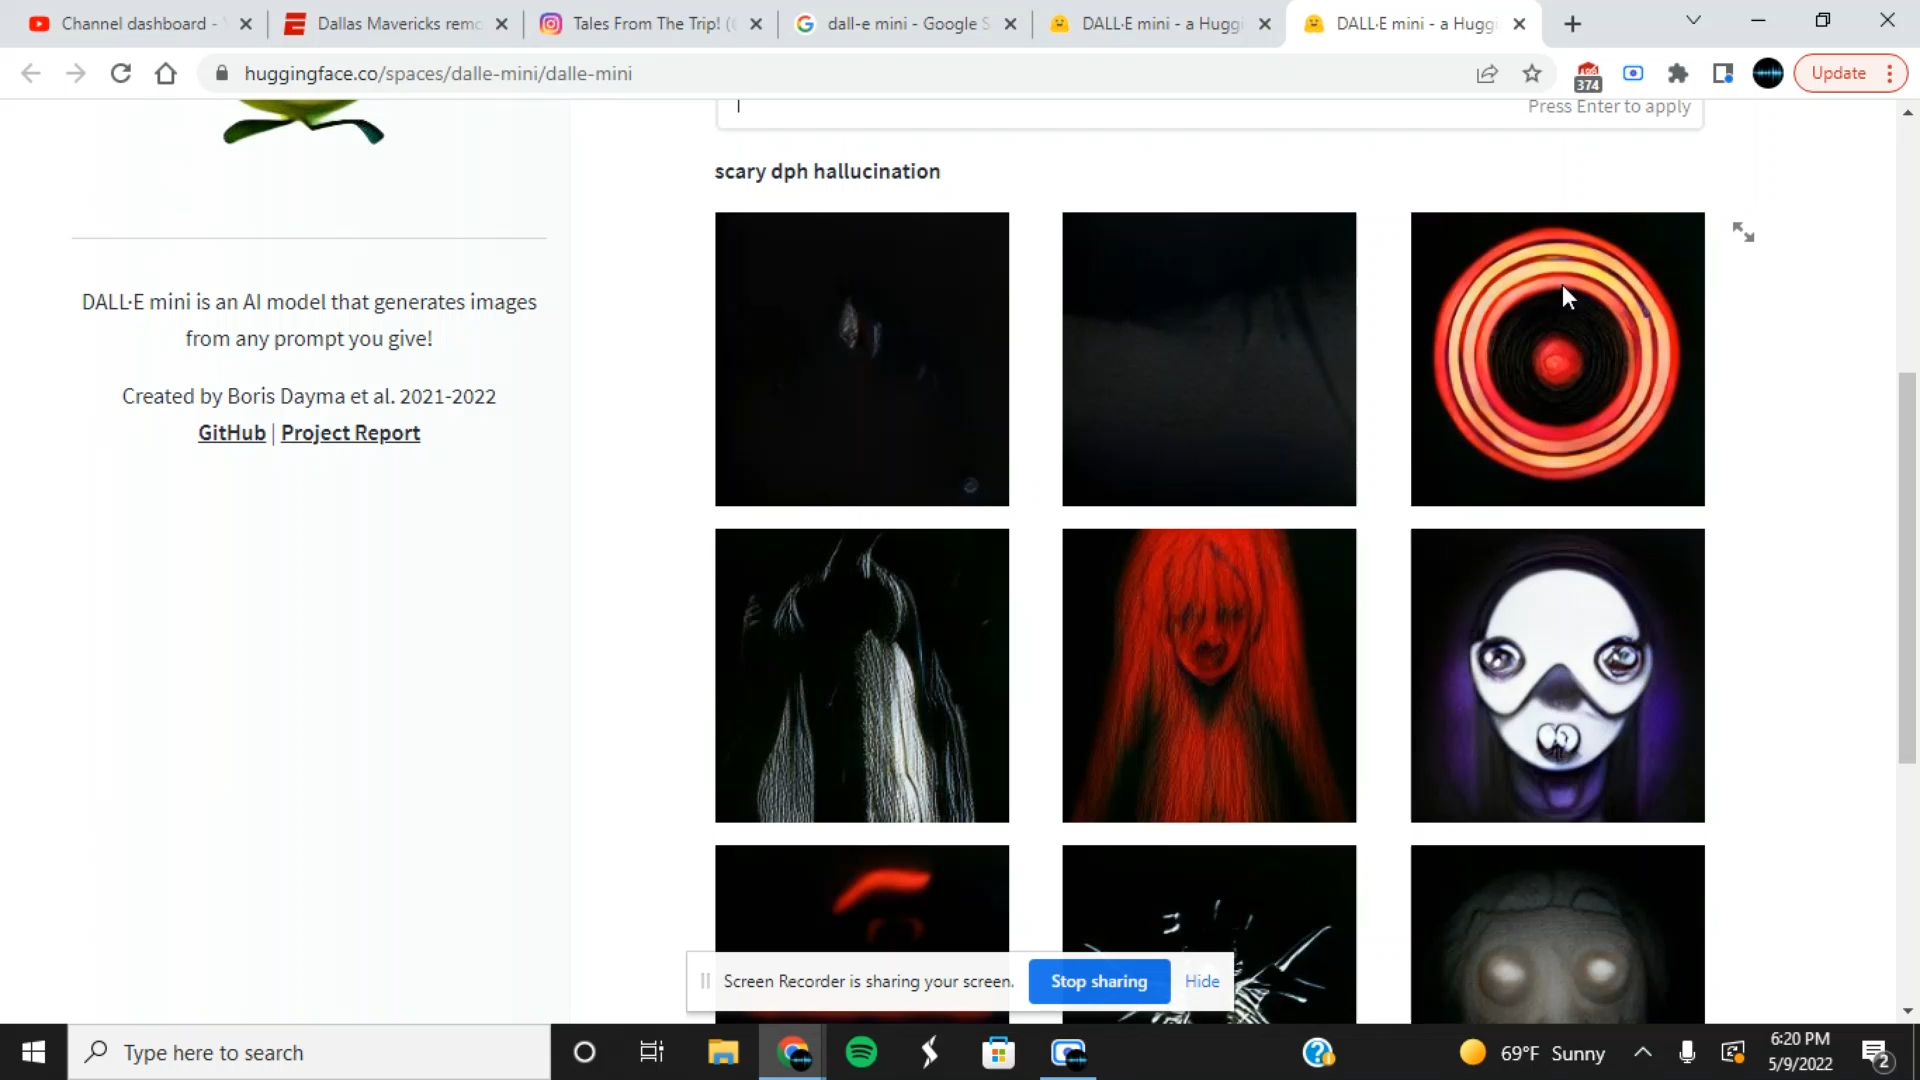 Channel dashboard -
Dallas Mavericks remo
Tales From The Trip! (
dall-e mini - Google S
DALL·E mini - a Huggi
DALL·E mini - a Huggi
huggingface.co/spaces/dalle-mini/dalle-mini
374
Update
Press Enter to apply
scary dph hallucination
DALL·E mini is an AI model that generates images
from any prompt you give!
Created by Boris Dayma et al. 2021-2022
GitHub | Project Report
Screen Recorder is sharing your screen.
Stop sharing
Hide
Type here to search
69°F Sunny
6:20 PM
5/9/2022
2